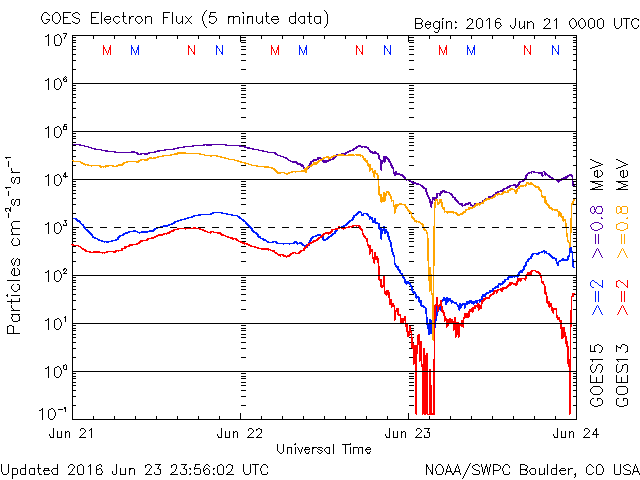 GOES Electron Flux (5 minute data)
Begin: 2016 Jun 21 0000 UTC
M M N N M M N N M M N N
10⁷
10⁶
10⁵
10⁴
10³
10²
10¹
10⁰
10⁻¹
Particles cm⁻²s⁻¹sr⁻¹
GOES15 >=2 >=0.8 MeV
GOES13 >=2 >=0.8 MeV
Jun 21 Jun 22 Jun 23 Jun 24
Universal Time
Updated 2016 Jun 23 23:56:02 UTC
NOAA/SWPC Boulder, CO USA